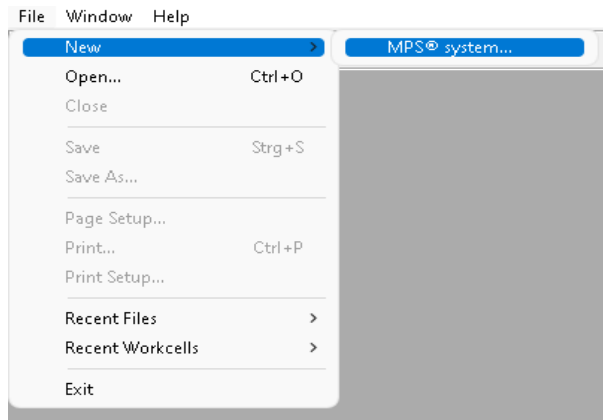 File Window Help
New > MPS® system...
Open... Ctrl+O
Close
Save Strg+S
Save As...
Page Setup...
Print... Ctrl+P
Print Setup...
Recent Files >
Recent Workcells >
Exit